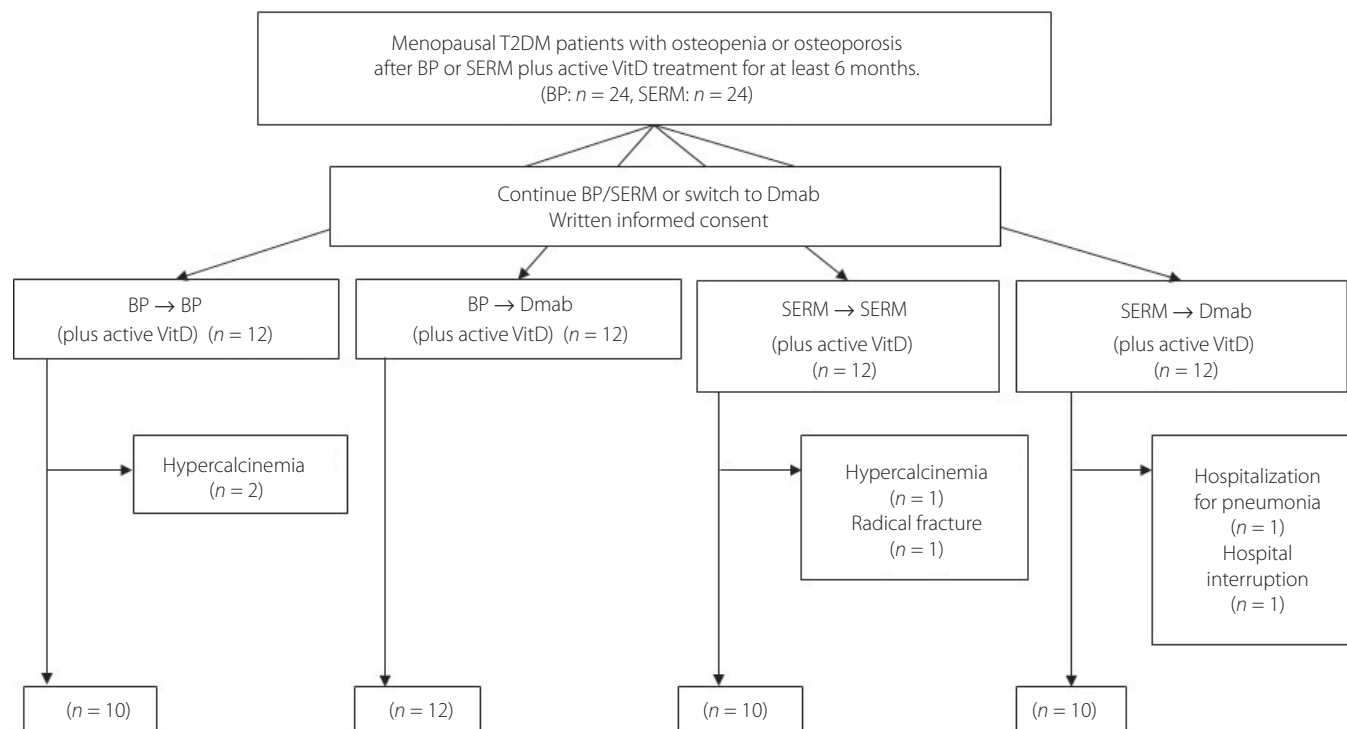 Menopausal T2DM patients with osteopenia or osteoporosis
after BP or SERM plus active VitD treatment for at least 6 months.
(BP: n = 24, SERM: n = 24)
Continue BP/SERM or switch to Dmab
Written informed consent
BP → BP
(plus active VitD) (n = 12)
BP → Dmab
(plus active VitD) (n = 12)
SERM → SERM
(plus active VitD)
(n = 12)
SERM → Dmab
(plus active VitD)
(n = 12)
Hypercalcinemia
(n = 2)
Hypercalcinemia
(n = 1)
Radical fracture
(n = 1)
Hospitalization
for pneumonia
(n = 1)
Hospital
interruption
(n = 1)
(n = 10)
(n = 12)
(n = 10)
(n = 10)